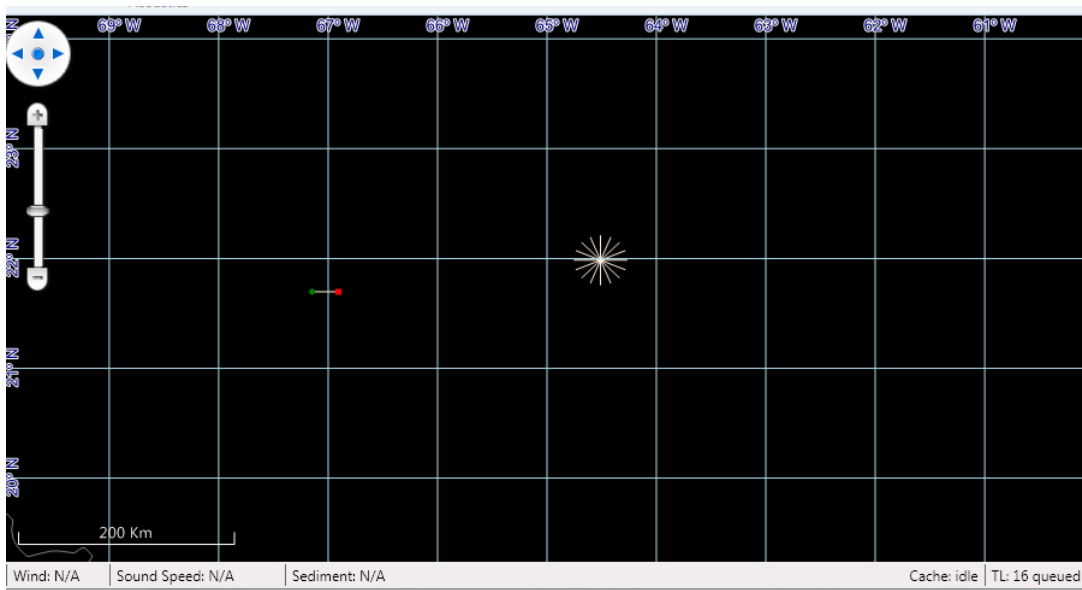 69° W 68° W 67° W 66° W 65° W 64° W 63° W 62° W 61° W
23° N
22° N
21° N
20° N
200 Km
Wind: N/A Sound Speed: N/A Sediment: N/A Cache: idle TL: 16 queued